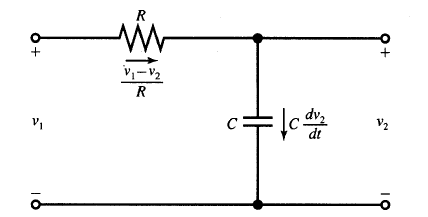 R
+
+
v₁−v₂
R
v₁
C
C dv₂
dt
v₂
−
−